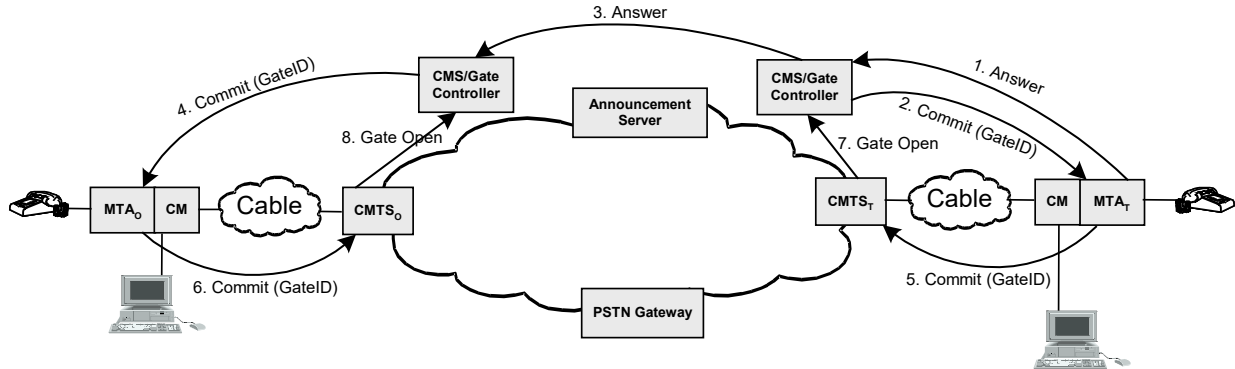 3. Answer
4. Commit (GateID)
CMS/Gate
Controller
CMS/Gate
Controller
1. Answer
2. Commit (GateID)
Announcement
Server
8. Gate Open
7. Gate Open
MTAO
CM
Cable
CMTSO
CMTST
Cable
CM
MTAT
6. Commit (GateID)
5. Commit (GateID)
PSTN Gateway